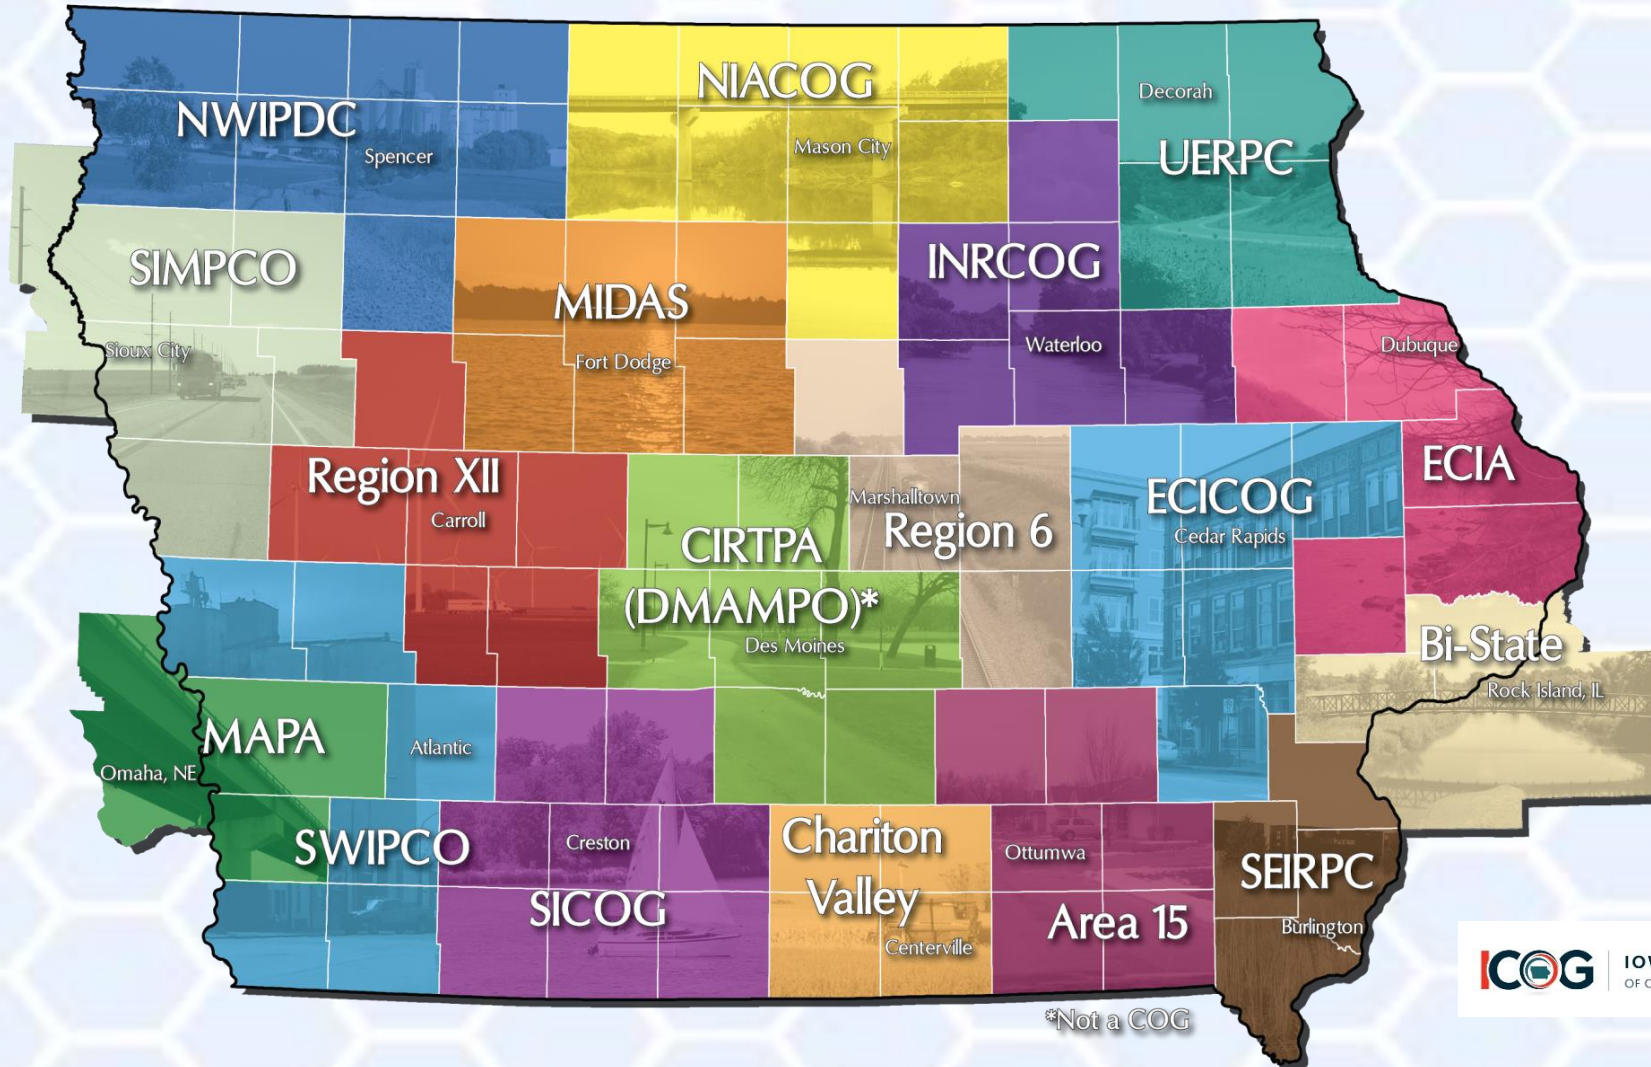 NIACOG
Decorah
NWIPDC
Spencer
Mason City
UERPC
SIMPCO
INRCOG
MIDAS
Sioux City
Fort Dodge
Waterloo
Dubuque
Region XII
Carroll
Marshalltown
ECIA
ECICOG
Cedar Rapids
CIRTPA
Region 6
(DMAMPO)*
Des Moines
Bi-State
Rock Island, IL
MAPA
Atlantic
Omaha, NE
SWIPCO
Creston
Chariton
Valley
Ottumwa
SEIRPC
SICOG
Area 15
Centerville
Burlington
ICOG
OF
*Not a COG